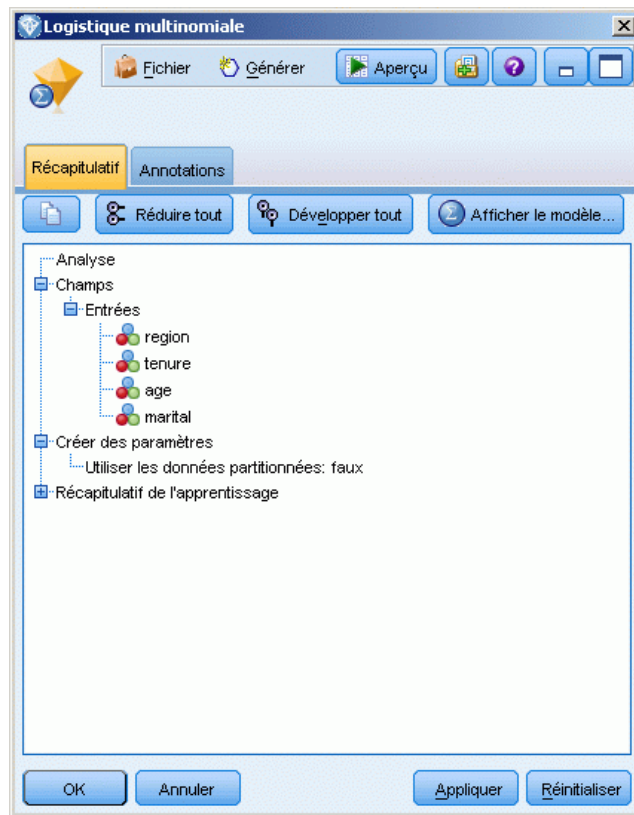 Logistique multinomiale
Fichier Générer Aperçu
Récapitulatif Annotations
Réduire tout Développer tout Afficher le modèle...
Analyse
Champs
Entrées
region
tenure
age
marital
Créer des paramètres
Utiliser les données partitionnées: faux
Récapitulatif de l'apprentissage
OK Annuler Appliquer Réinitialiser